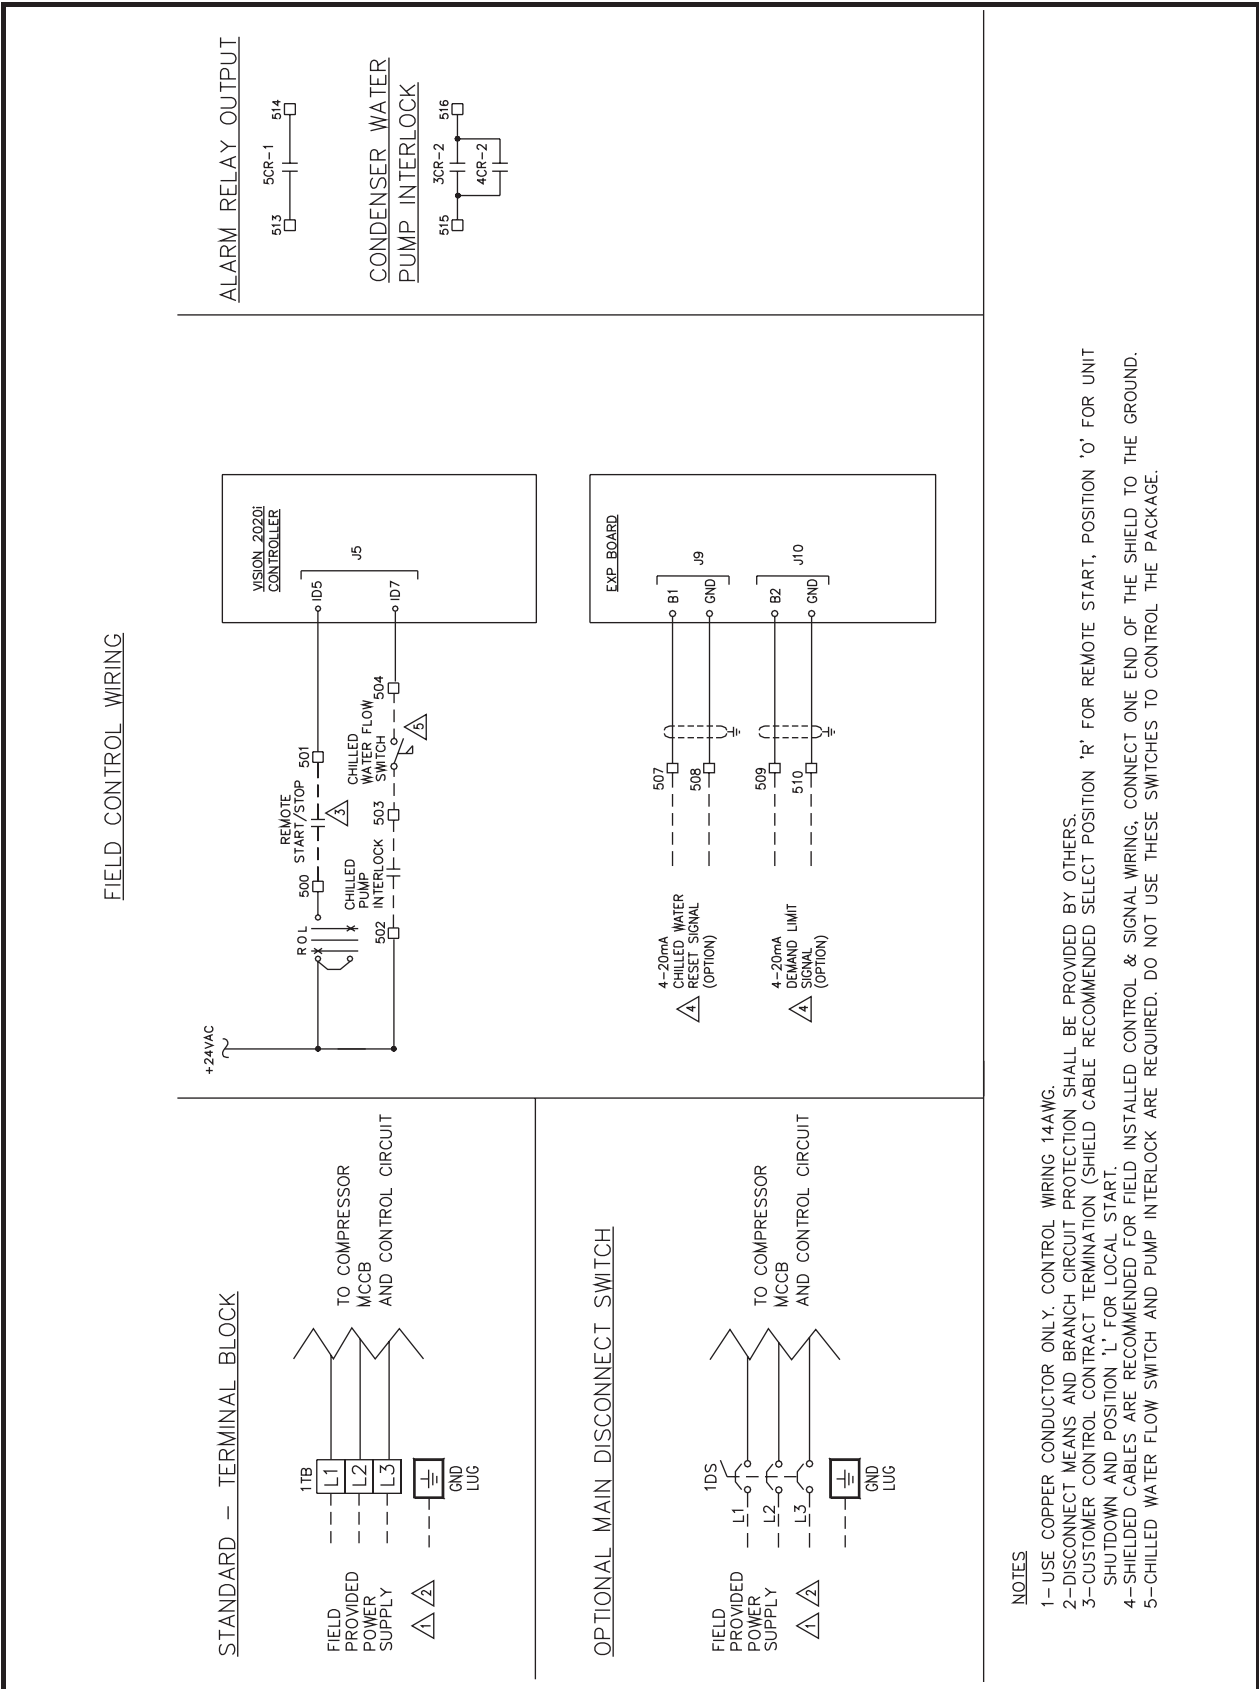 FIELD CONTROL WIRING
STANDARD - TERMINAL BLOCK
FIELD
PROVIDED
POWER
SUPPLY
1 2
1TB
L1
L2
L3
GND
LUG
TO COMPRESSOR
MCCB
AND CONTROL CIRCUIT
OPTIONAL MAIN DISCONNECT SWITCH
FIELD
PROVIDED
POWER
SUPPLY
1 2
1DS
L1
L2
L3
GND
LUG
TO COMPRESSOR
MCCB
AND CONTROL CIRCUIT
+24VAC
R O L
500
REMOTE
START/STOP
3
501
502
CHILLED
PUMP
INTERLOCK
503
CHILLED
WATER FLOW
SWITCH
5
504
VISION 2020i
CONTROLLER
ID5
ID7
J5
4-20mA
CHILLED WATER
RESET SIGNAL
(OPTION)
4
507
508
4-20mA
DEMAND LIMIT
SIGNAL
(OPTION)
4
509
510
EXP BOARD
B1
GND
J9
B2
GND
J10
ALARM RELAY OUTPUT
513
5CR-1
514
CONDENSER WATER
PUMP INTERLOCK
515
3CR-2
4CR-2
516
NOTES
1-USE COPPER CONDUCTOR ONLY. CONTROL WIRING 14AWG.
2-DISCONNECT MEANS AND BRANCH CIRCUIT PROTECTION SHALL BE PROVIDED BY OTHERS.
3-CUSTOMER CONTROL CONTRACT TERMINATION (SHIELD CABLE RECOMMENDED SELECT POSITION 'R' FOR REMOTE START, POSITION 'O' FOR UNIT
SHUTDOWN AND POSITION 'L' FOR LOCAL START.
4-SHIELDED CABLES ARE RECOMMENDED FOR FIELD INSTALLED CONTROL & SIGNAL WIRING, CONNECT ONE END OF THE SHIELD TO THE GROUND.
5-CHILLED WATER FLOW SWITCH AND PUMP INTERLOCK ARE REQUIRED. DO NOT USE THESE SWITCHES TO CONTROL THE PACKAGE.